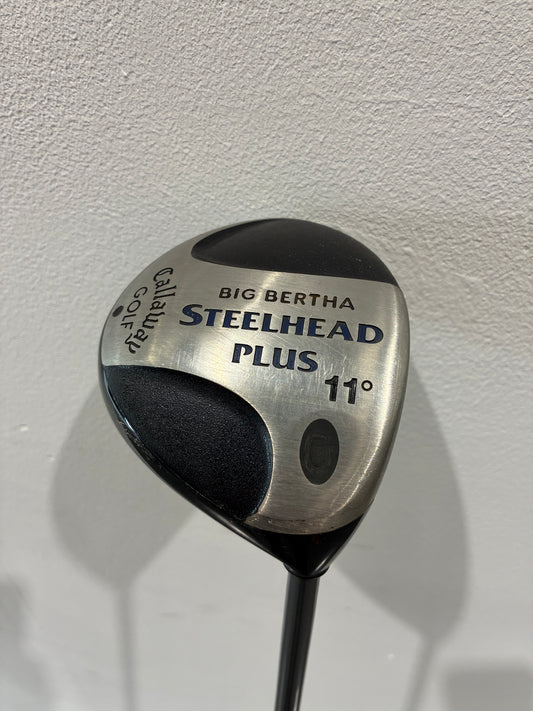 Callaway
GOLF
BIG BERTHA
STEELHEAD
PLUS
11°